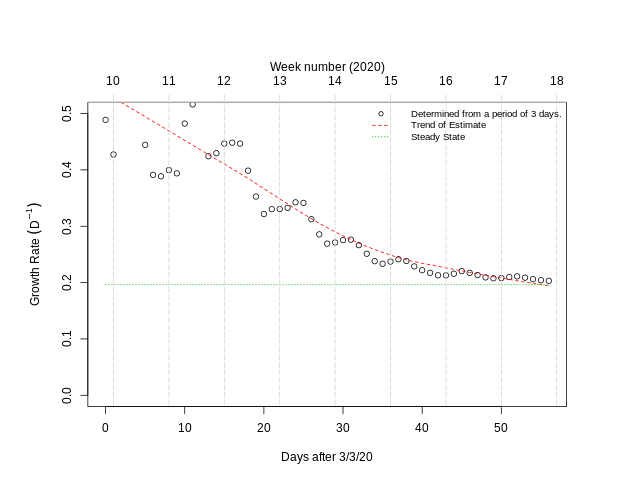 Week number (2020)
10 11 12 13 14 15 16 17 18
Determined from a period of 3 days.
Trend of Estimate
Steady State
Growth Rate (D⁻¹)
0.5
0.4
0.3
0.2
0.1
0.0
0 10 20 30 40 50
Days after 3/3/20